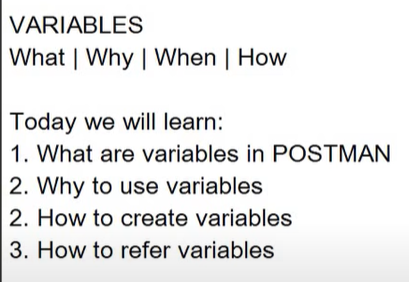 VARIABLES
What | Why | When | How
Today we will learn:
1. What are variables in POSTMAN
2. Why to use variables
2. How to create variables
3. How to refer variables